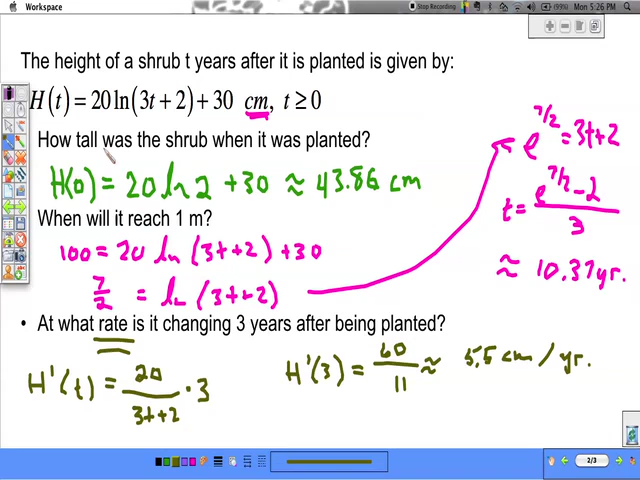 Workspace
Stop Recording
(99%)
Mon 5:26 PM
The height of a shrub t years after it is planted is given by:
H(t) = 20ln(3t+2)+30 cm, t ≥ 0
How tall was the shrub when it was planted?
H(0) = 20 ln 2 + 30 ≈ 43.86 cm
When will it reach 1 m?
100 = 20 ln (3t+2) + 30
7/2 = ln (3t+2)
e^7/2 = 3t+2
t = (e^7/2 - 2)/3
≈ 10.37 yr.
• At what rate is it changing 3 years after being planted?
H'(t) = 20/(3t+2) · 3
H'(3) = 60/11 ≈ 5.5 cm/yr.
2/3